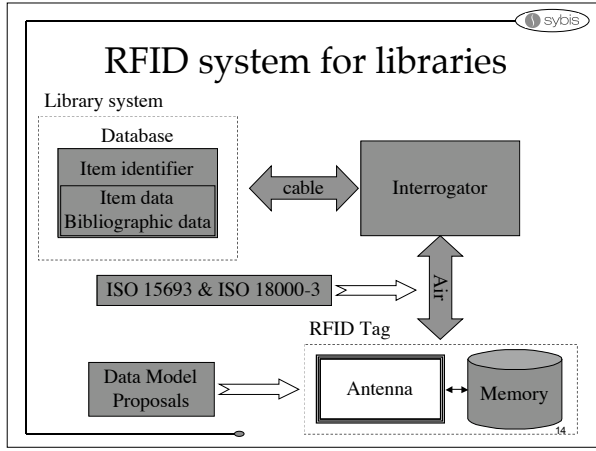 sybis
RFID system for libraries
Library system
Database
Item identifier
Item data
Bibliographic data
cable
Interrogator
Air
ISO 15693 & ISO 18000-3
RFID Tag
Data Model
Proposals
Antenna
Memory
14